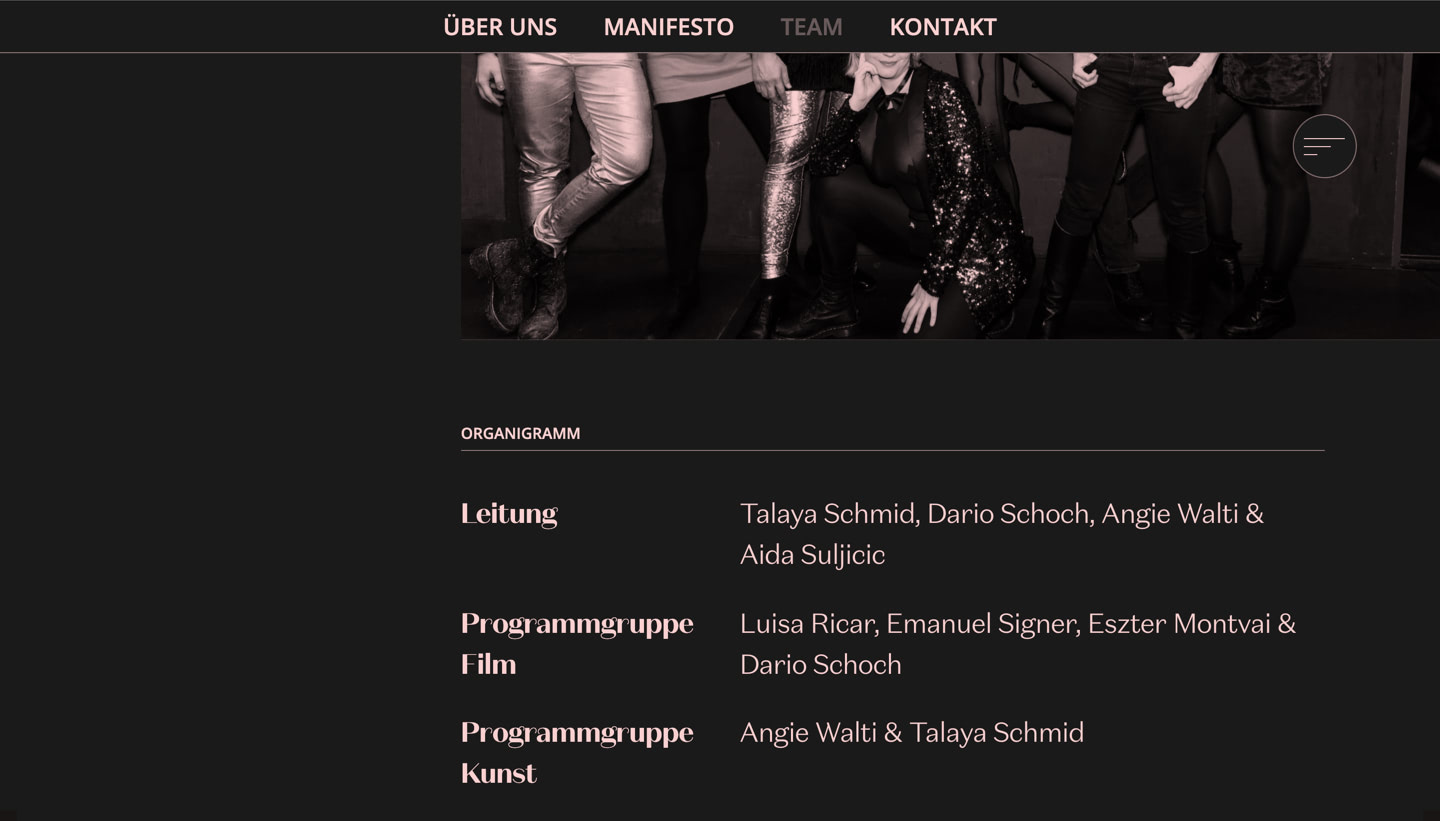 ÜBER UNS MANIFESTO TEAM KONTAKT
ORGANIGRAMM
Leitung Talaya Schmid, Dario Schoch, Angie Walti &
Aida Suljicic
Programmgruppe Luisa Ricar, Emanuel Signer, Eszter Montvai &
Film Dario Schoch
Programmgruppe Angie Walti & Talaya Schmid
Kunst